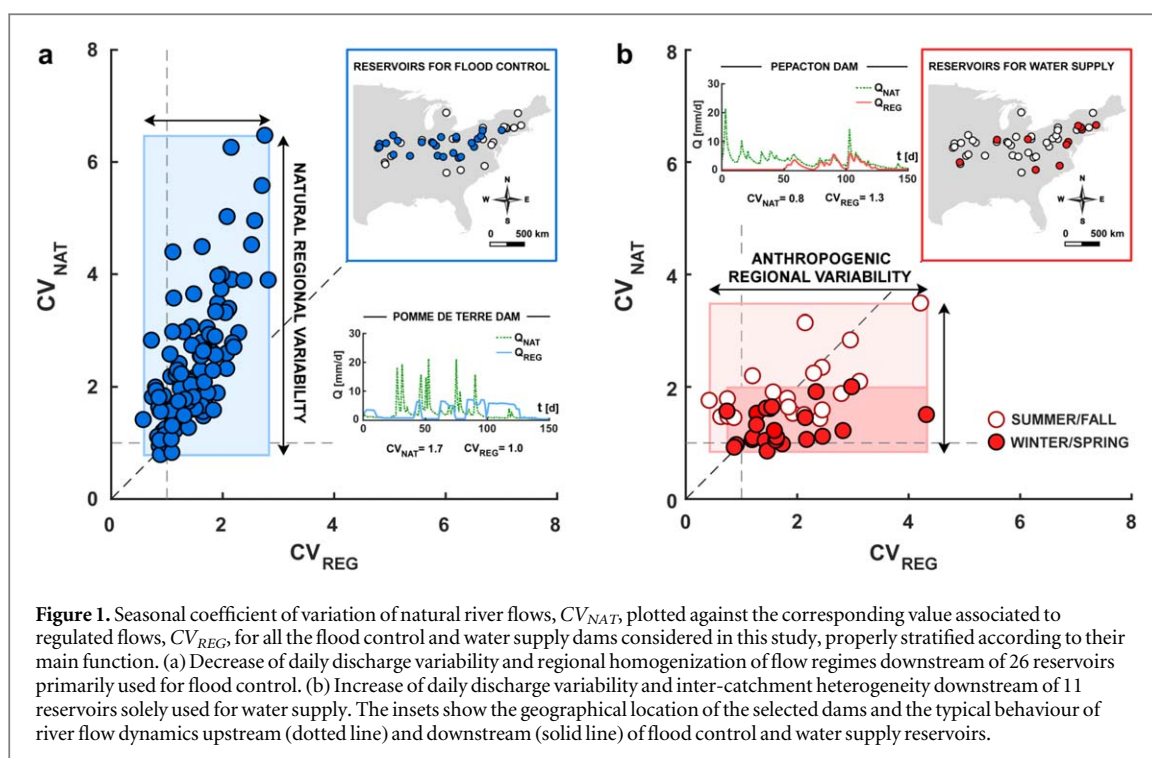 a
8
6
4
2
0
CV_NAT
0 2 4 6 8
CV_REG
NATURAL REGIONAL VARIABILITY
RESERVOIRS FOR FLOOD CONTROL
N
W E
S
0 500 km
POMME DE TERRE DAM
Q_NAT
Q_REG
Q [mm/d]
30
20
10
0
0 50 100 150
t [d]
CV_NAT= 1.7 CV_REG= 1.0
b
8
6
4
2
0
CV_NAT
0 2 4 6 8
CV_REG
PEPACTON DAM
Q_NAT
Q_REG
Q [mm/d]
30
20
10
0
0 50 100 150
t [d]
CV_NAT= 0.8 CV_REG= 1.3
RESERVOIRS FOR WATER SUPPLY
N
W E
S
0 500 km
ANTHROPOGENIC
REGIONAL VARIABILITY
SUMMER/FALL
WINTER/SPRING
Figure 1. Seasonal coefficient of variation of natural river flows, CV_NAT, plotted against the corresponding value associated to
regulated flows, CV_REG, for all the flood control and water supply dams considered in this study, properly stratified according to their
main function. (a) Decrease of daily discharge variability and regional homogenization of flow regimes downstream of 26 reservoirs
primarily used for flood control. (b) Increase of daily discharge variability and inter-catchment heterogeneity downstream of 11
reservoirs solely used for water supply. The insets show the geographical location of the selected dams and the typical behaviour of
river flow dynamics upstream (dotted line) and downstream (solid line) of flood control and water supply reservoirs.